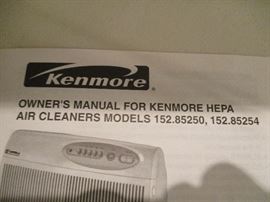 Kenmore
OWNER'S MANUAL FOR KENMORE HEPA
AIR CLEANERS MODELS 152.85250, 152.85254